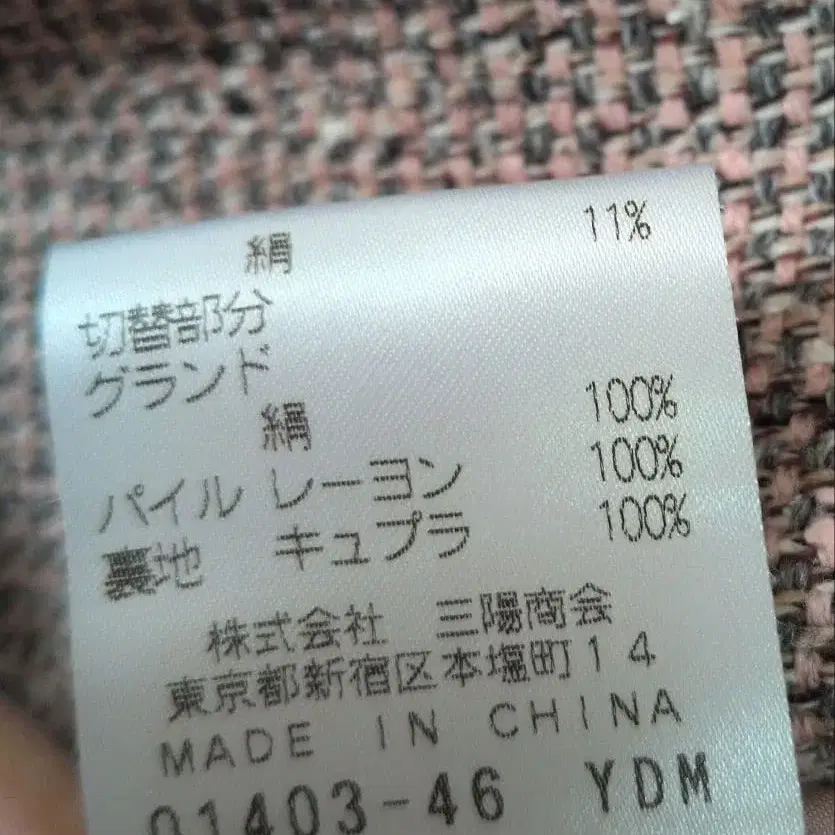 絹 11%
切替部分
グランド
絹 100%
パイル レーヨン 100%
裏地 キュプラ 100%
株式会社 三陽商会
東京都新宿区本塩町14
MADE IN CHINA
01403-46 YDM